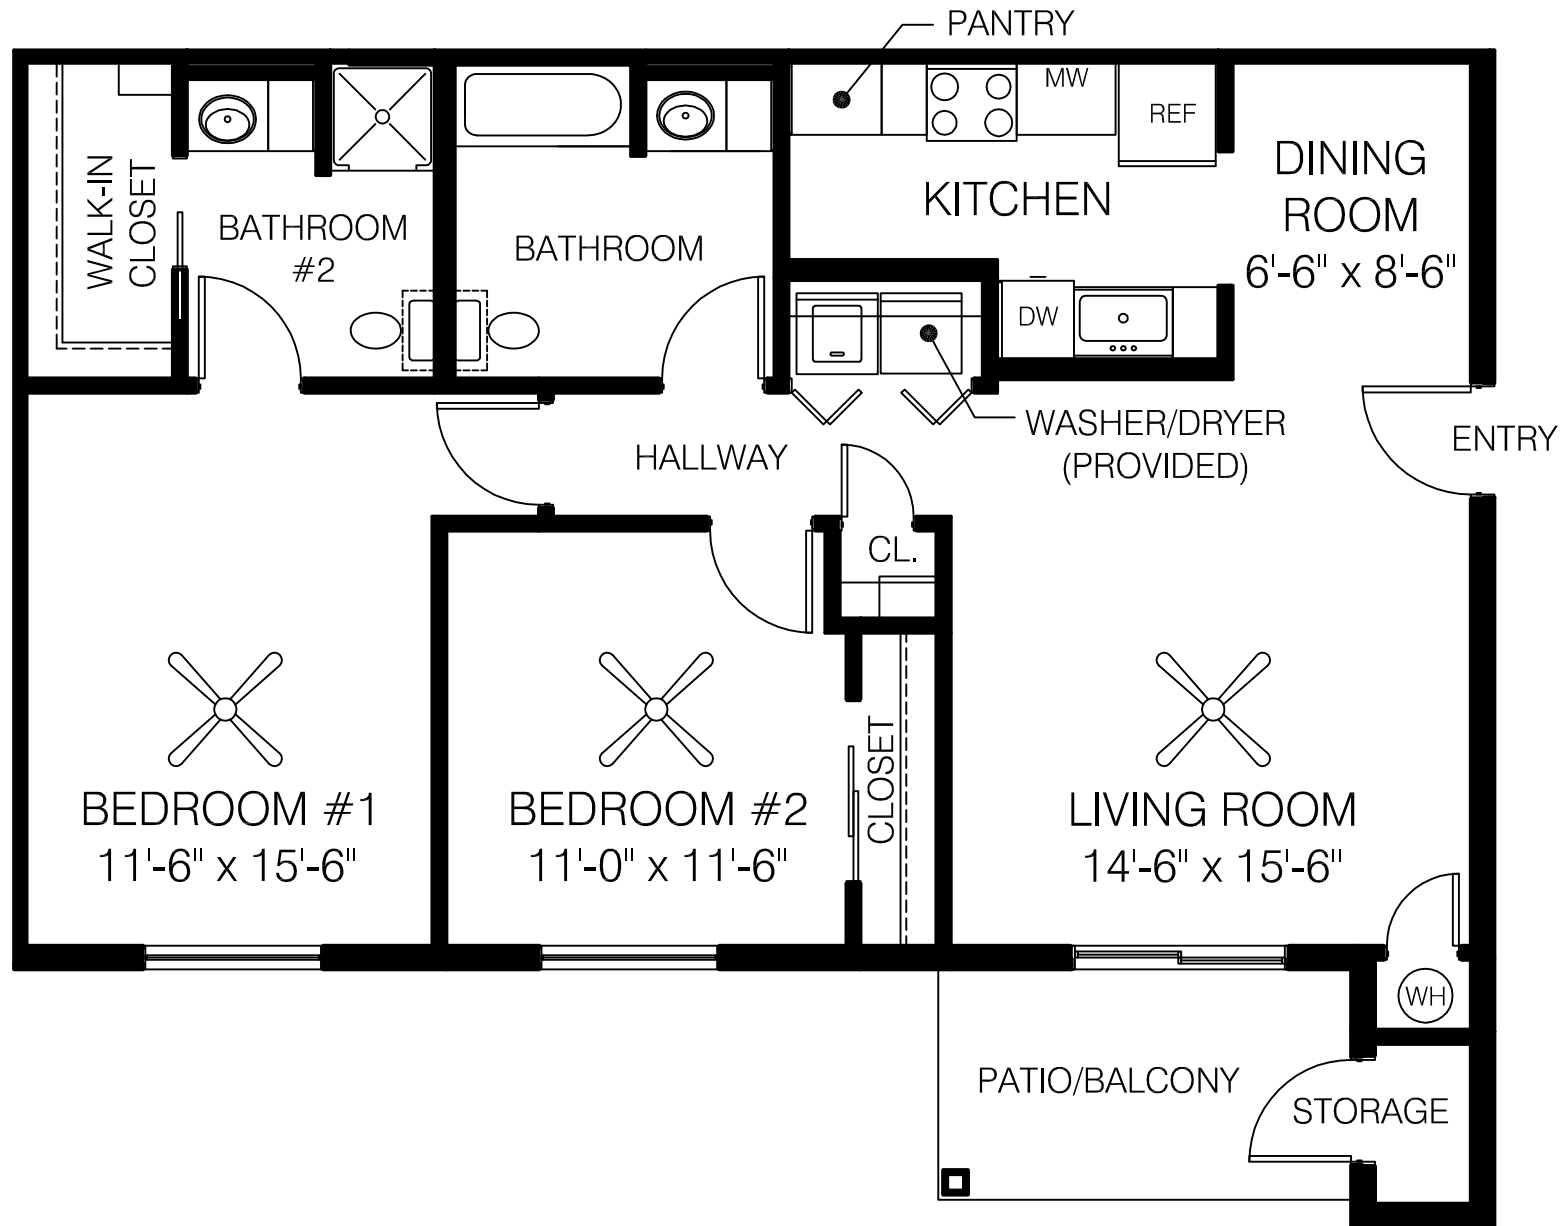 PANTRY
MW
REF
DINING
ROOM
6'-6" x 8'-6"
KITCHEN
WALK-IN
CLOSET
BATHROOM
#2
BATHROOM
DW
WASHER/DRYER
(PROVIDED)
ENTRY
HALLWAY
CL.
CLOSET
BEDROOM #1
11'-6" x 15'-6"
BEDROOM #2
11'-0" x 11'-6"
LIVING ROOM
14'-6" x 15'-6"
WH
PATIO/BALCONY
STORAGE